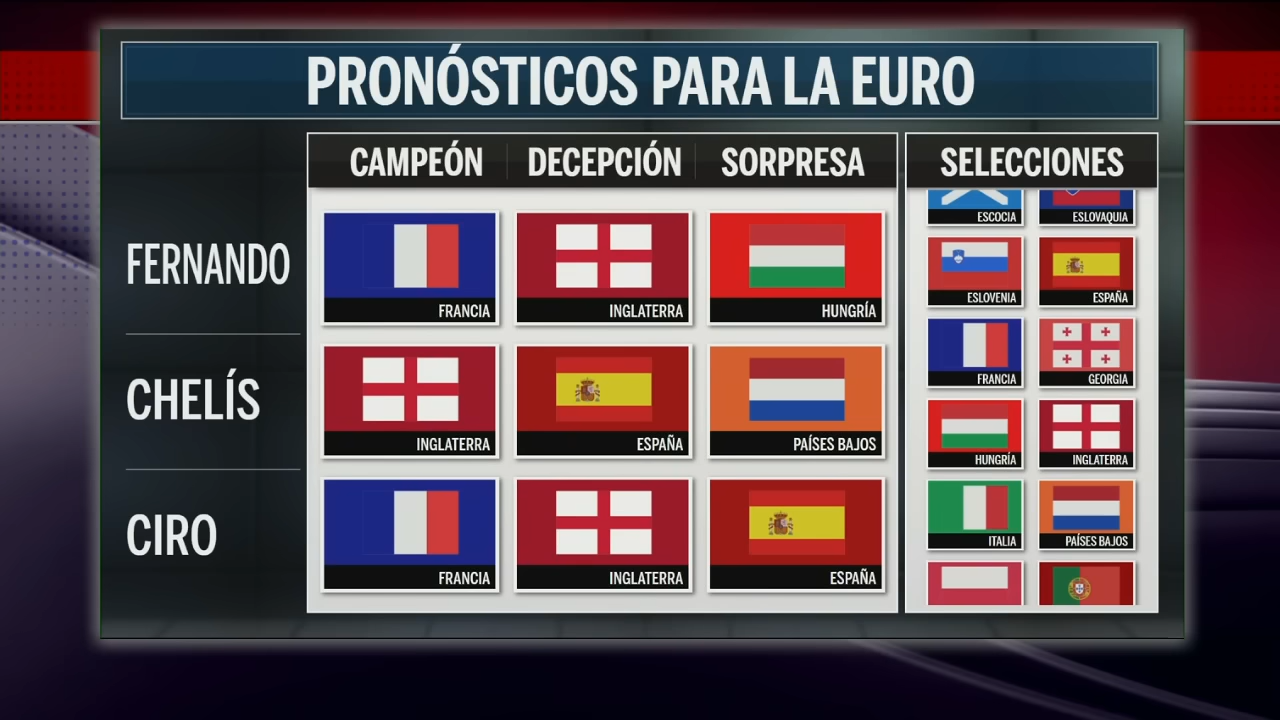 PRONÓSTICOS PARA LA EURO
CAMPEÓN DECEPCIÓN SORPRESA
SELECCIONES
FERNANDO
FRANCIA INGLATERRA HUNGRÍA
CHELÍS
INGLATERRA ESPAÑA PAÍSES BAJOS
CIRO
FRANCIA INGLATERRA ESPAÑA
ESCOCIA ESLOVAQUIA
ESLOVENIA ESPAÑA
FRANCIA GEORGIA
HUNGRÍA INGLATERRA
ITALIA PAÍSES BAJOS